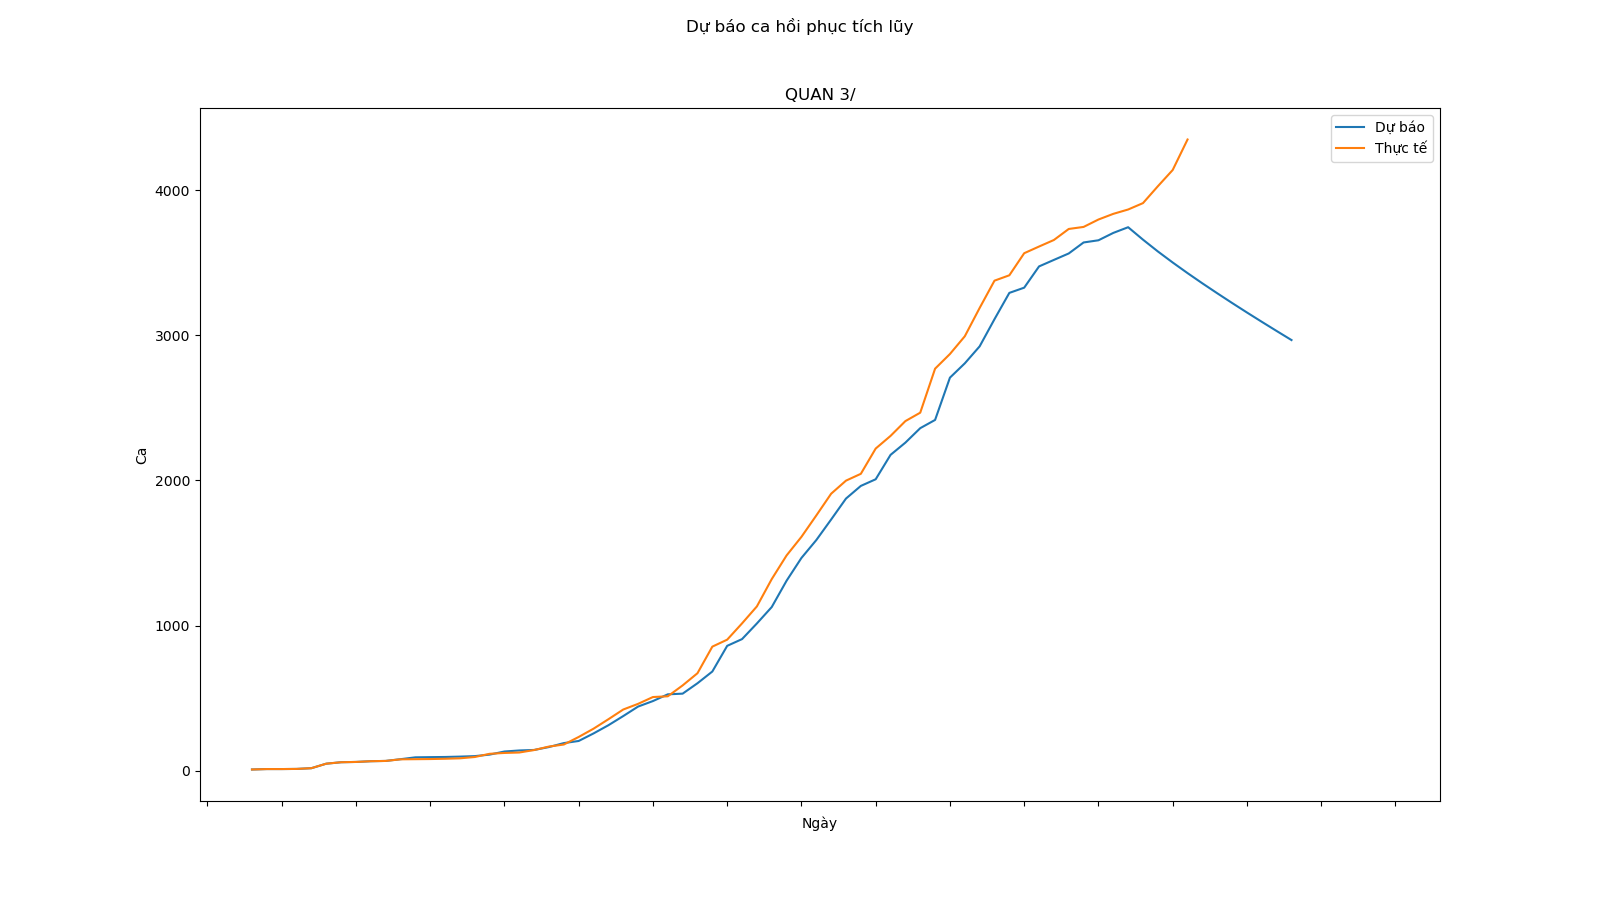 Dự báo ca hồi phục tích lũy
QUAN 3/
Dự báo
Thực tế
4000
3000
2000
1000
0
Ca
Ngày